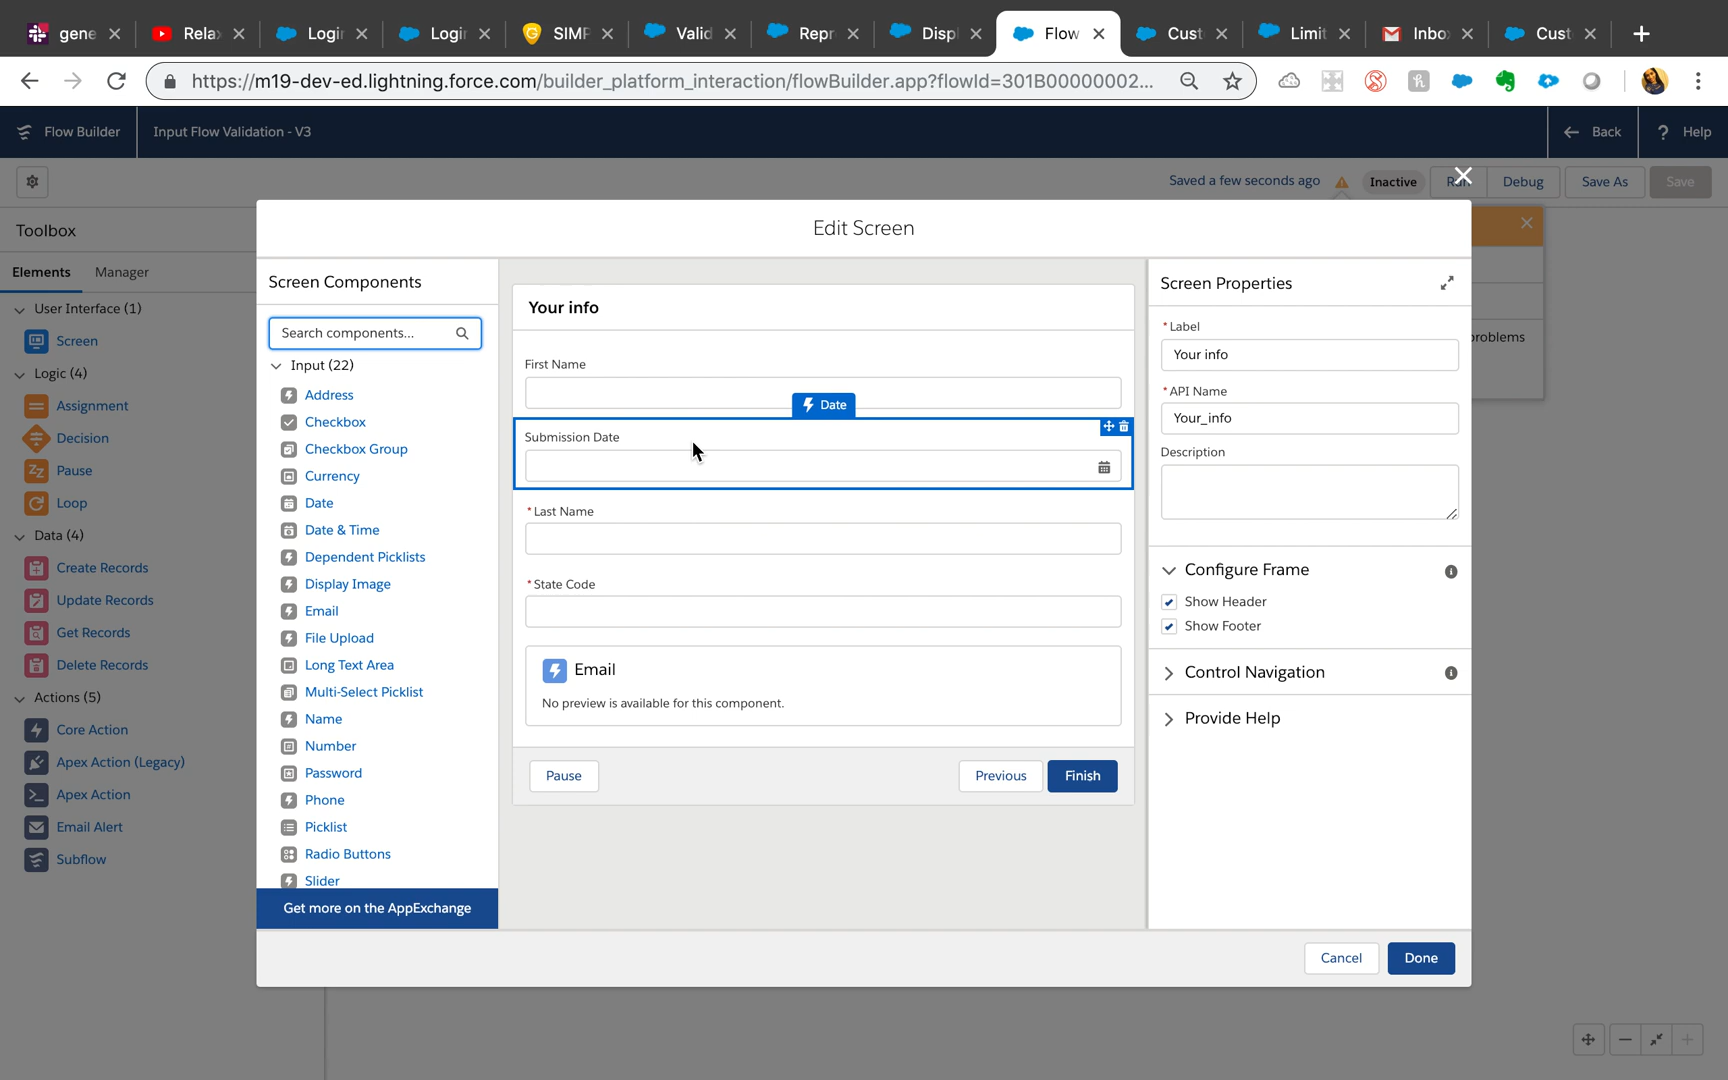 gene
Rela
Login
Login
SIMP
Valid
Repr
Displ
Flow
Cust
Limit
Inbo
Cust
https://m19-dev-ed.lightning.force.com/builder_platform_interaction/flowBuilder.app?flowId=301B00000002...
Flow Builder
Input Flow Validation - V3
Back
? Help
Saved a few seconds ago
Inactive
Run
Debug
Save As
Save
Toolbox
Elements
Manager
User Interface (1)
Screen
Logic (4)
Assignment
Decision
Pause
Loop
Data (4)
Create Records
Update Records
Get Records
Delete Records
Actions (5)
Core Action
Apex Action (Legacy)
Apex Action
Email Alert
Subflow
problems
Edit Screen
Screen Components
Search components...
Input (22)
Address
Checkbox
Checkbox Group
Currency
Date
Date & Time
Dependent Picklists
Display Image
Email
File Upload
Long Text Area
Multi-Select Picklist
Name
Number
Password
Phone
Picklist
Radio Buttons
Slider
Get more on the AppExchange
Your info
First Name
Date
Submission Date
* Last Name
* State Code
Email
No preview is available for this component.
Pause
Previous
Finish
Screen Properties
* Label
Your info
* API Name
Your_info
Description
Configure Frame
Show Header
Show Footer
Control Navigation
Provide Help
Cancel
Done